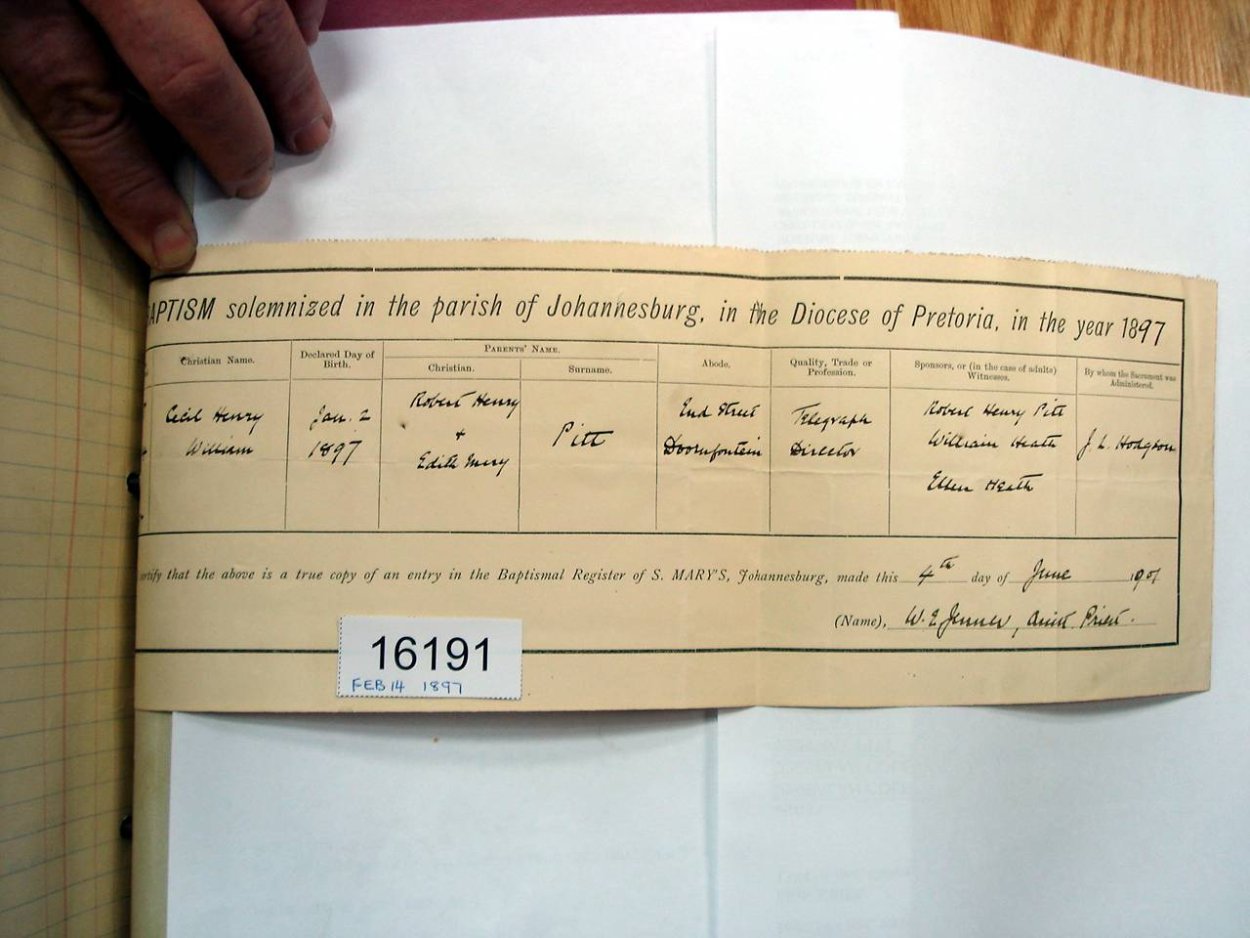 APTISM solemnized in the parish of Johannesburg, in the Diocese of Pretoria, in the year 1897
Christian Name.
Declared Day of Birth.
PARENTS' NAME.
Christian.
Surname.
Abode.
Quality, Trade or Profession.
Sponsors, or (in the case of adults) Witnesses.
By whom the Sacrament was Administered.
Cecil Henry
William
Jan. 2
1897
Robert Henry
+
Edith Mary
Pitt
End Street
Doornfontein
Telegraph
Director
Robert Henry Pitt
William Heath
Ellen Heath
J. L. Hodgson
ertify that the above is a true copy of an entry in the Baptismal Register of S. MARY'S, Johannesburg, made this 4th day of June 1901
(Name), W. E. Jenner, Priest.
16191
FEB 14 1897